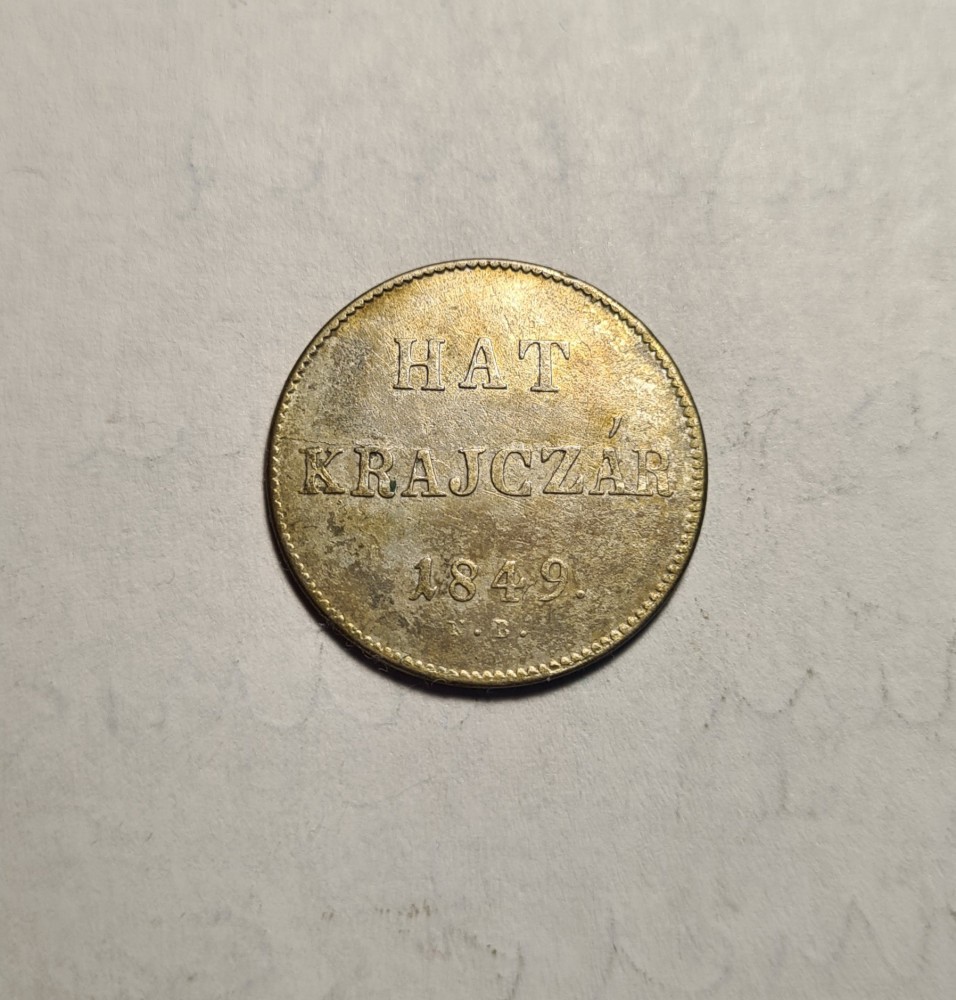 HAT
KRAJCZÁR
1849.
N.B.